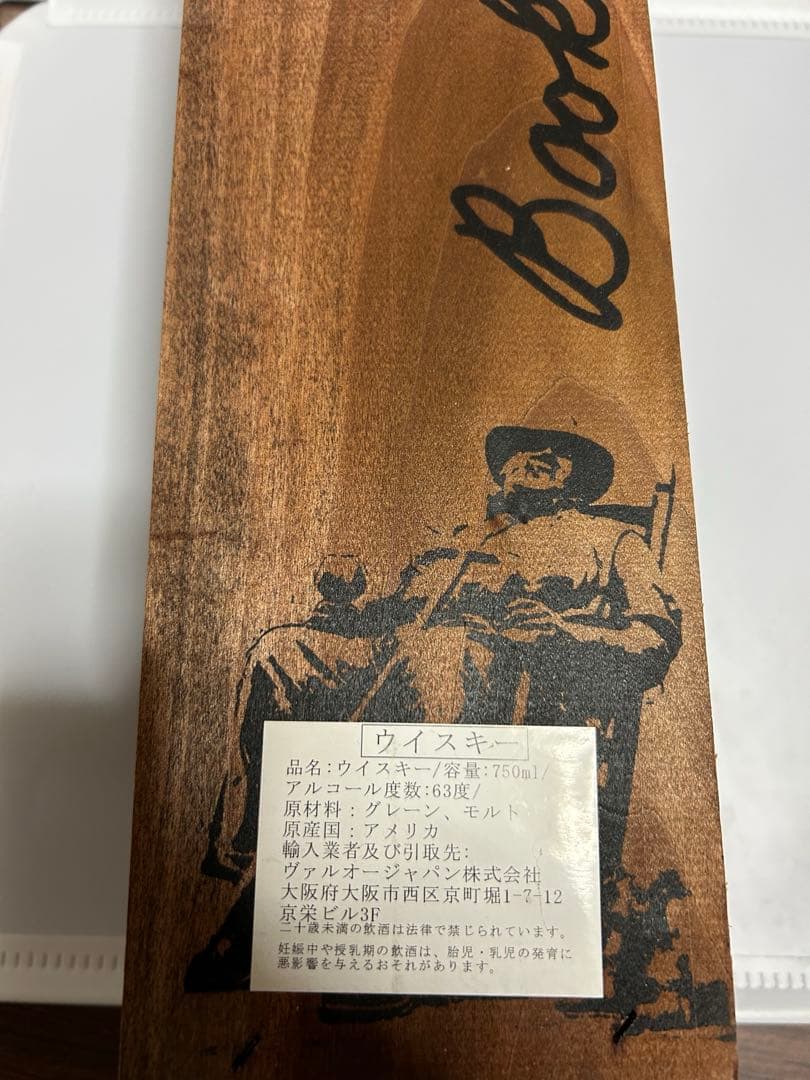 Book
ウイスキー
品名:ウイスキー/容量:750ml/
アルコール度数:63度/
原材料:グレーン、モルト
原産国:アメリカ
輸入業者及び引取先:
ヴァルオージャパン株式会社
大阪府大阪市西区京町堀1-7-12
京栄ビル3F
二十歳未満の飲酒は法律で禁じられています。
妊娠中や授乳期の飲酒は、胎児・乳児の発育に
悪影響を与えるおそれがあります。